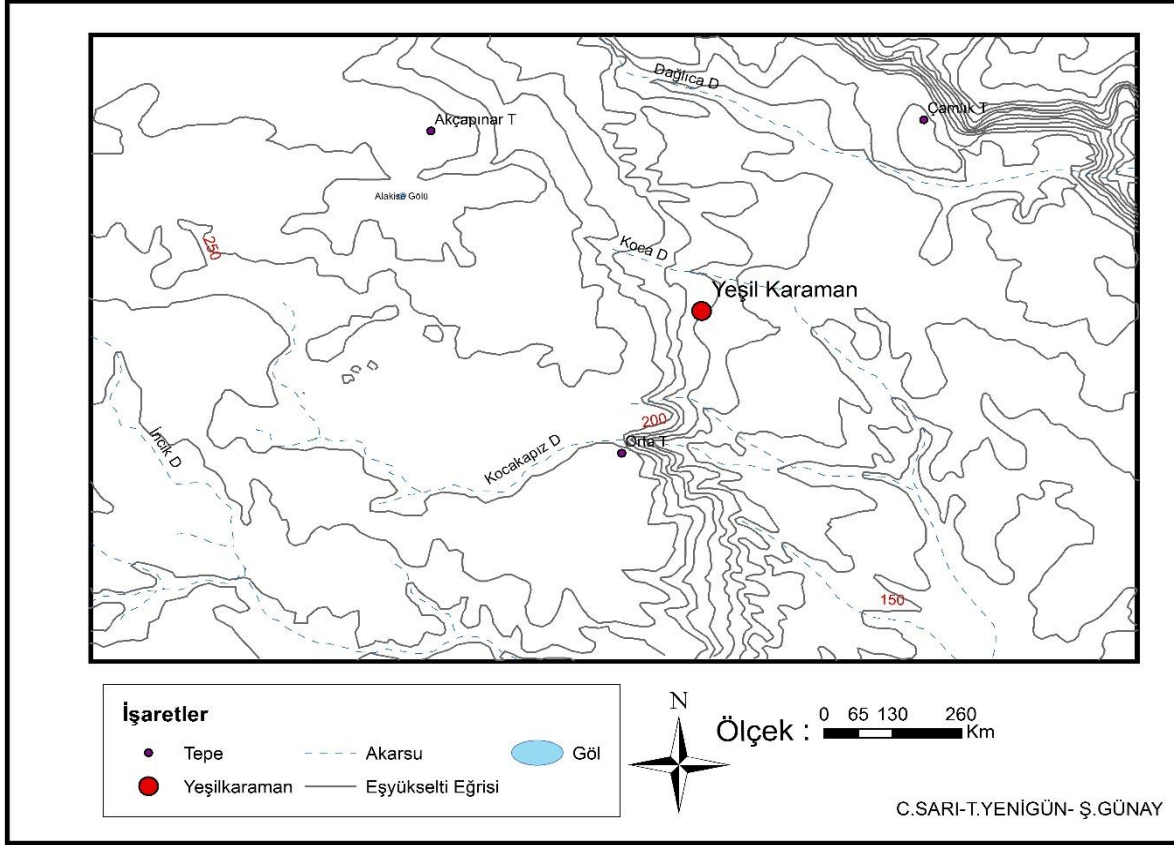 Dağlıca D
Çamlık T
Akçapınar T
Alakise Gölü
250
Koca D
Yeşil Karaman
200
Orta T
Kocakapız D
İncik D
150
İşaretler
Tepe
Akarsu
Göl
Yeşilkaraman
Eşyükselti Eğrisi
N
Ölçek :
0 65 130 260
Km
C.SARI-T.YENİGÜN- Ş.GÜNAY